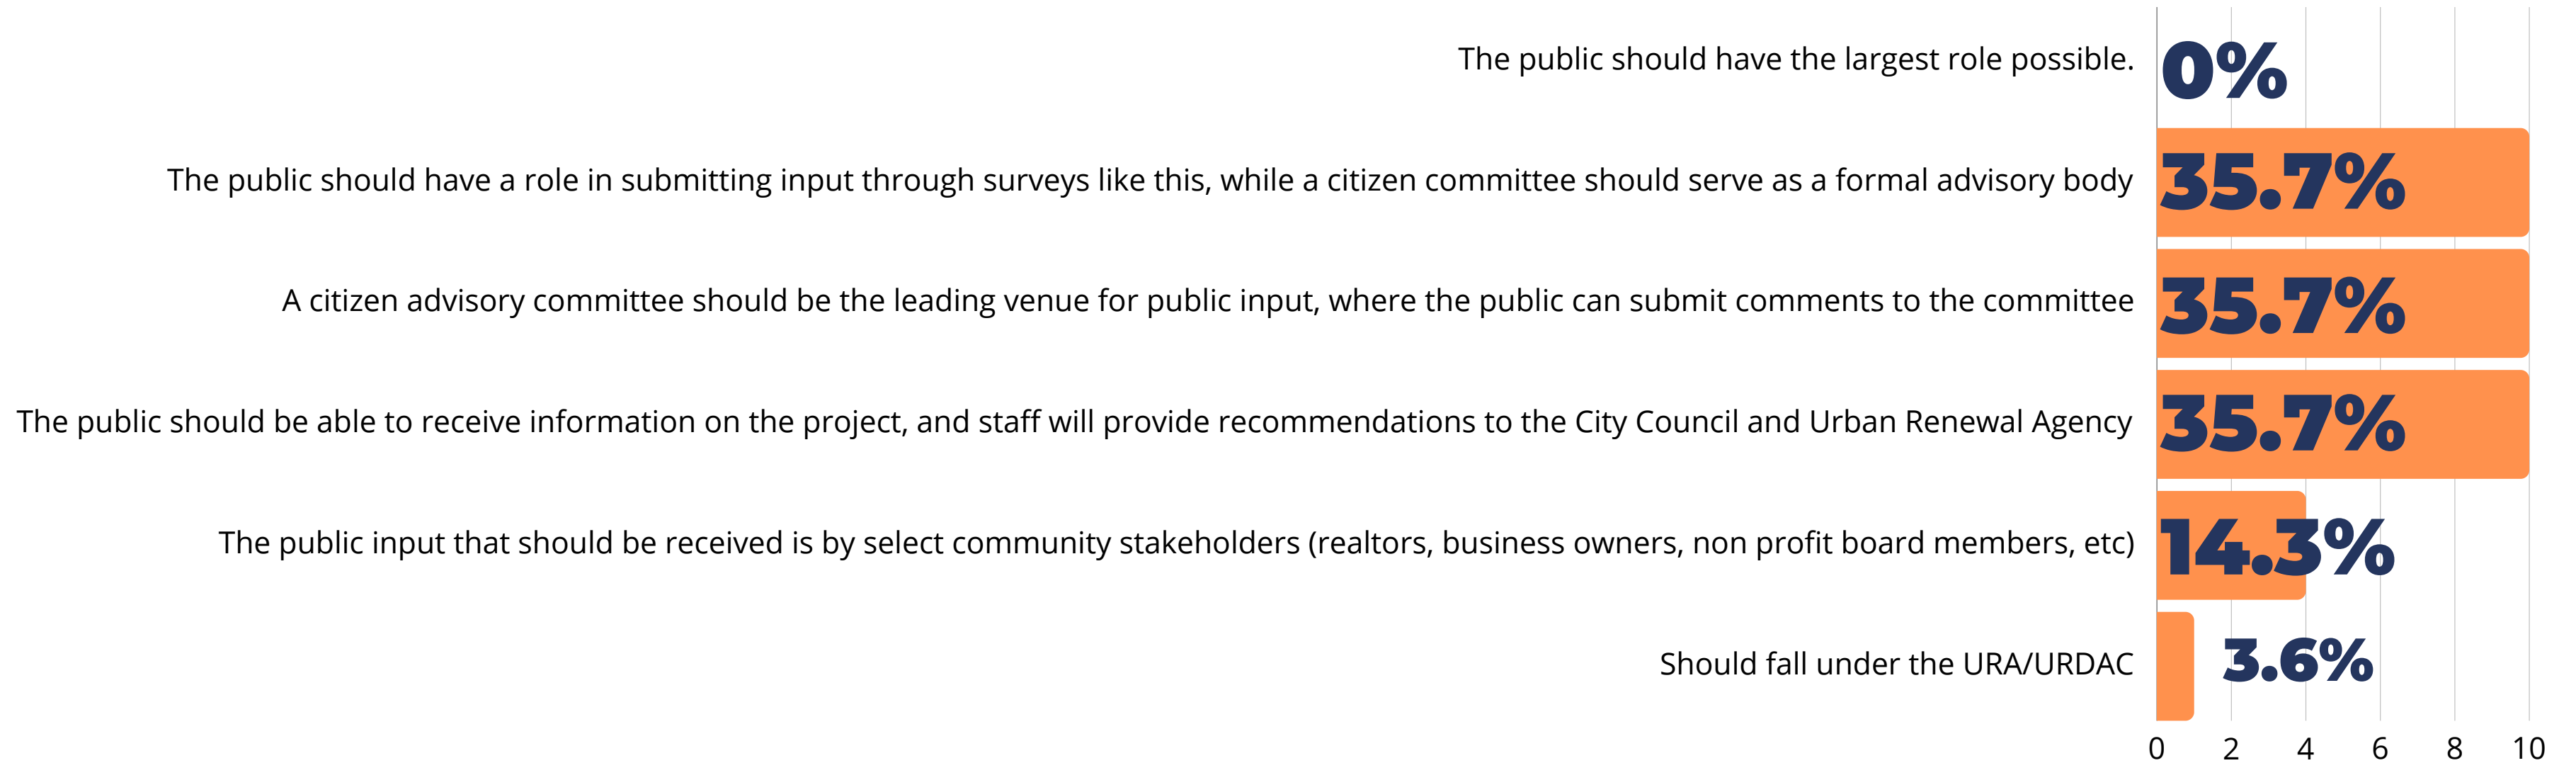 The public should have the largest role possible. 0%
The public should have a role in submitting input through surveys like this, while a citizen committee should serve as a formal advisory body 35.7%
A citizen advisory committee should be the leading venue for public input, where the public can submit comments to the committee 35.7%
The public should be able to receive information on the project, and staff will provide recommendations to the City Council and Urban Renewal Agency 35.7%
The public input that should be received is by select community stakeholders (realtors, business owners, non profit board members, etc) 14.3%
Should fall under the URA/URDAC 3.6%
0 2 4 6 8 10